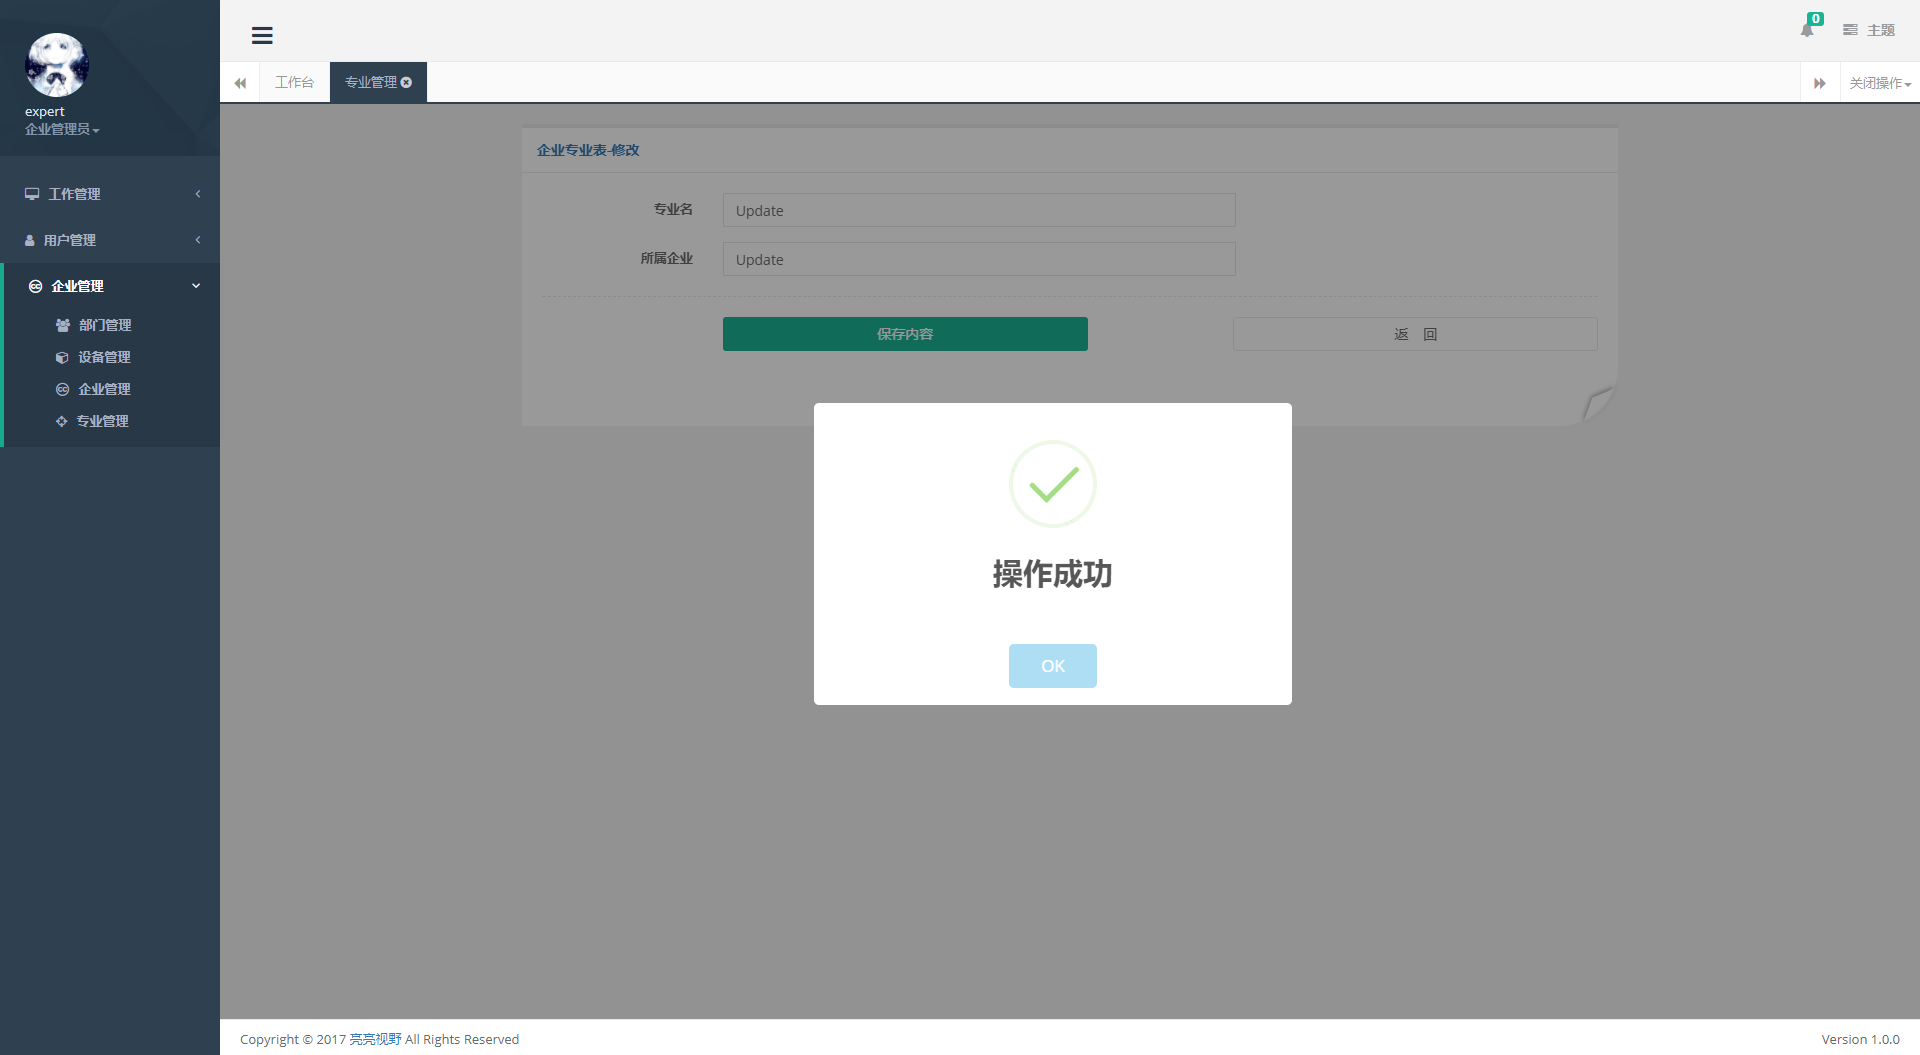 expert
企业管理员
工作管理
用户管理
企业管理
部门管理
设备管理
企业管理
专业管理
0
主题
工作台
专业管理
关闭操作
企业专业表-修改
专业名
Update
所属企业
Update
保存内容
返 回
操作成功
OK
Copyright © 2017 亮亮视野 All Rights Reserved
Version 1.0.0